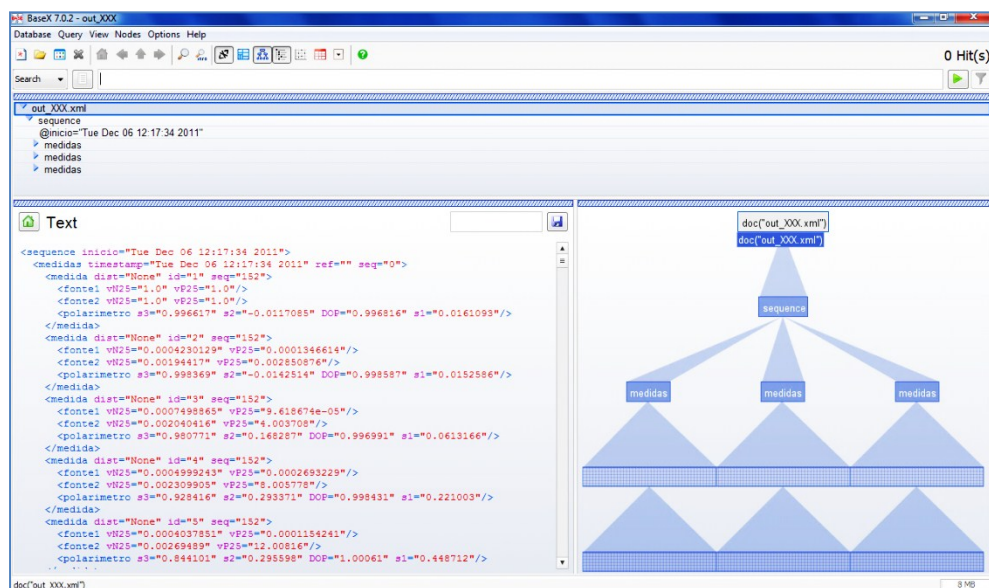 BaseX 7.0.2 - out_XXX
Database Query View Nodes Options Help
0 Hit(s)
Search
out_XXX.xml
sequence
@inicio="Tue Dec 06 12:17:34 2011"
medidas
medidas
medidas
Text
<sequence inicio="Tue Dec 06 12:17:34 2011">
<medidas timestamp="Tue Dec 06 12:17:34 2011" ref="" seq="0">
<medida dist="None" id="1" seq="152">
<fonte1 vN25="1.0" vP25="1.0"/>
<fonte2 vN25="1.0" vP25="1.0"/>
<polarimetro s3="0.996617" s2="-0.0117085" DOP="0.996816" s1="0.0161093"/>
</medida>
<medida dist="None" id="2" seq="152">
<fonte1 vN25="0.0004230129" vP25="0.0001346614"/>
<fonte2 vN25="0.00194417" vP25="0.002850876"/>
<polarimetro s3="0.998369" s2="-0.0142514" DOP="0.998587" s1="0.0152586"/>
</medida>
<medida dist="None" id="3" seq="152">
<fonte1 vN25="0.0007498865" vP25="9.618674e-05"/>
<fonte2 vN25="0.002040416" vP25="4.003708"/>
<polarimetro s3="0.980771" s2="0.168287" DOP="0.996991" s1="0.0613166"/>
</medida>
<medida dist="None" id="4" seq="152">
<fonte1 vN25="0.0004999243" vP25="0.0002693229"/>
<fonte2 vN25="0.002309905" vP25="8.005778"/>
<polarimetro s3="0.928416" s2="0.293371" DOP="0.998431" s1="0.221003"/>
</medida>
<medida dist="None" id="5" seq="152">
<fonte1 vN25="0.0004037851" vP25="0.0001154241"/>
<fonte2 vN25="0.00269489" vP25="12.00816"/>
<polarimetro s3="0.844101" s2="0.295598" DOP="1.00061" s1="0.448712"/>
doc("out_XXX.xml")
doc("out_XXX.xml")
sequence
medidas medidas medidas
doc("out_XXX.xml")
8 MB